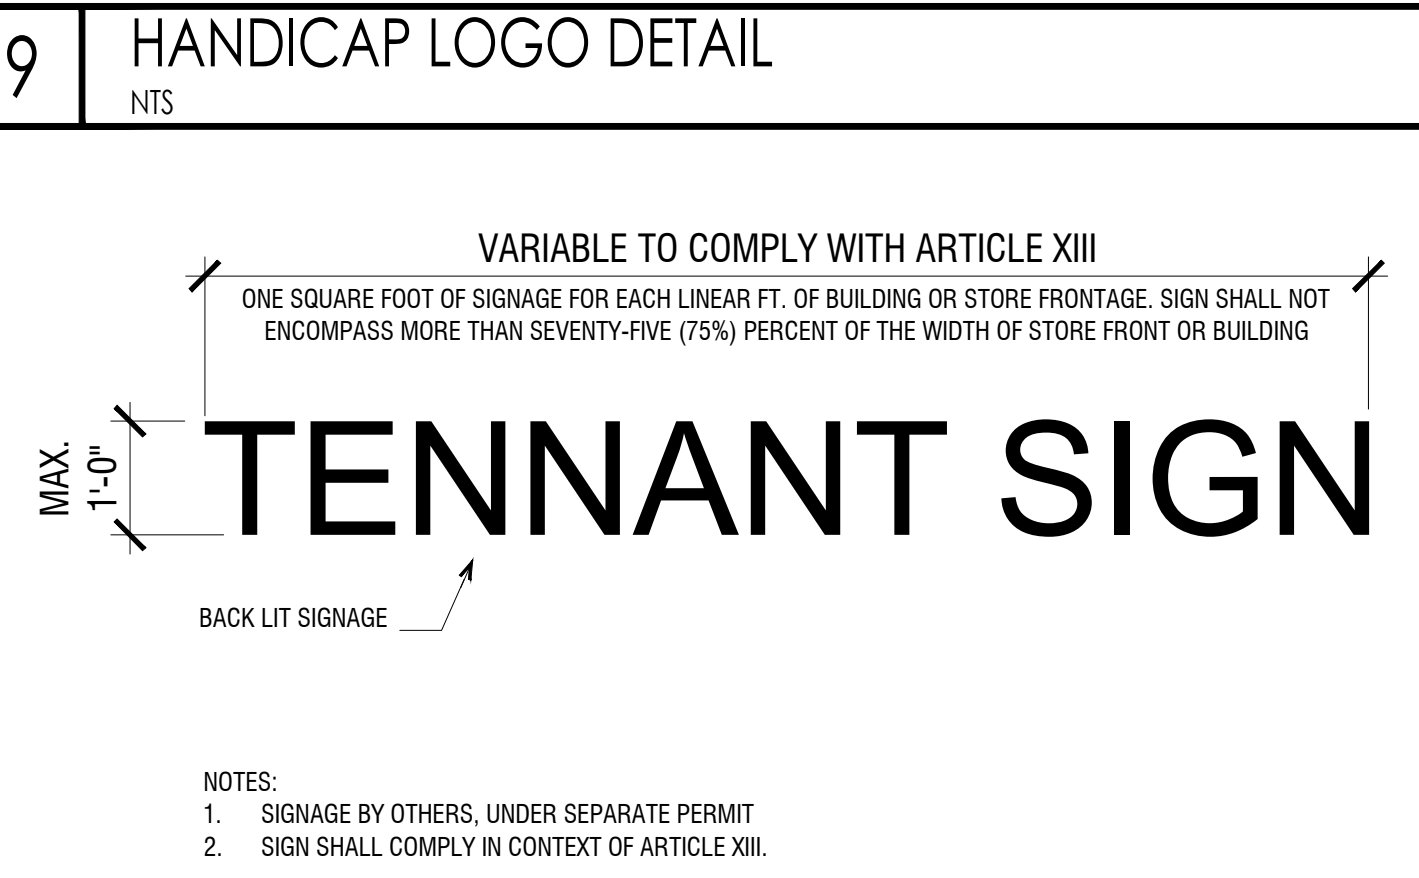 9
HANDICAP LOGO DETAIL
NTS
VARIABLE TO COMPLY WITH ARTICLE XIII
ONE SQUARE FOOT OF SIGNAGE FOR EACH LINEAR FT. OF BUILDING OR STORE FRONTAGE. SIGN SHALL NOT
ENCOMPASS MORE THAN SEVENTY-FIVE (75%) PERCENT OF THE WIDTH OF STORE FRONT OR BUILDING
MAX.
1'-0"
TENNANT SIGN
BACK LIT SIGNAGE
NOTES:
1. SIGNAGE BY OTHERS, UNDER SEPARATE PERMIT
2. SIGN SHALL COMPLY IN CONTEXT OF ARTICLE XIII.